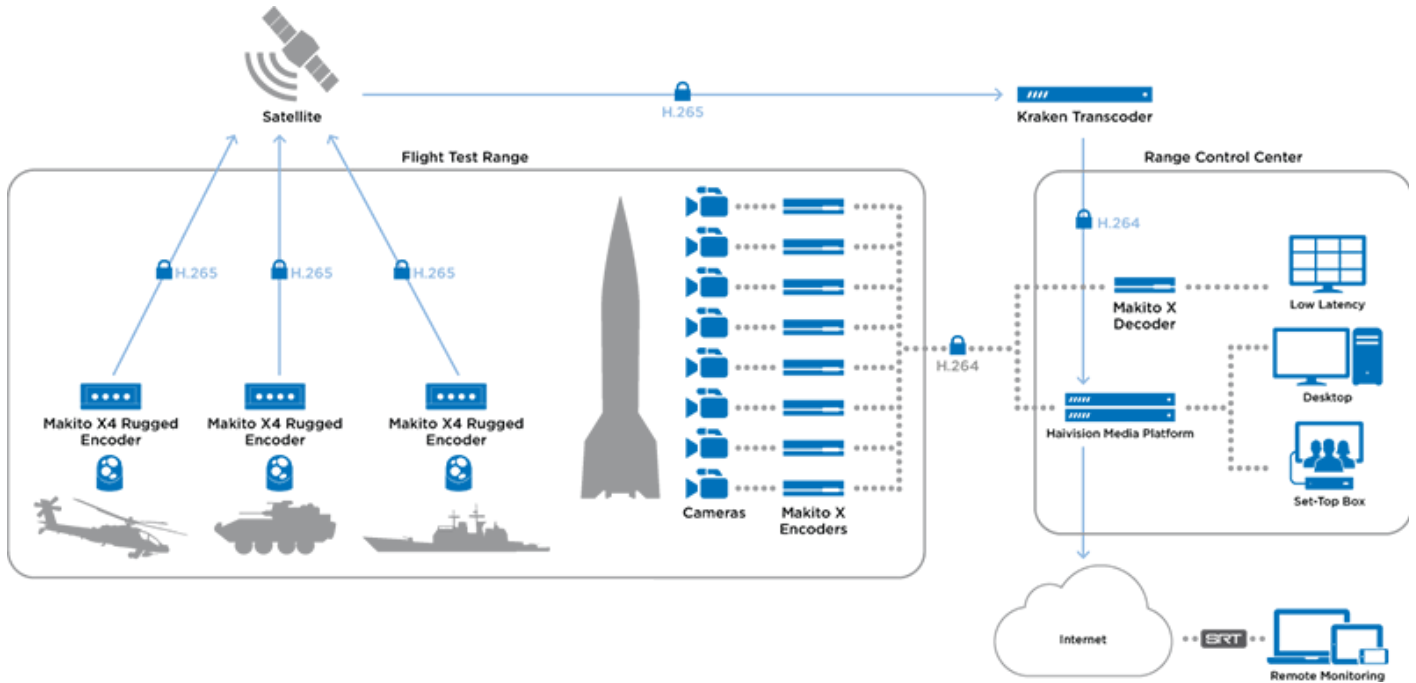 Satellite
H.265
Kraken Transcoder
Flight Test Range
Range Control Center
H.264
H.265
H.265
H.265
Makito X4 Rugged
Encoder
Makito X4 Rugged
Encoder
Makito X4 Rugged
Encoder
Cameras
Makito X
Encoders
H.264
Makito X
Decoder
Low Latency
Desktop
Haivision Media Platform
Set-Top Box
Internet
SRT
Remote Monitoring